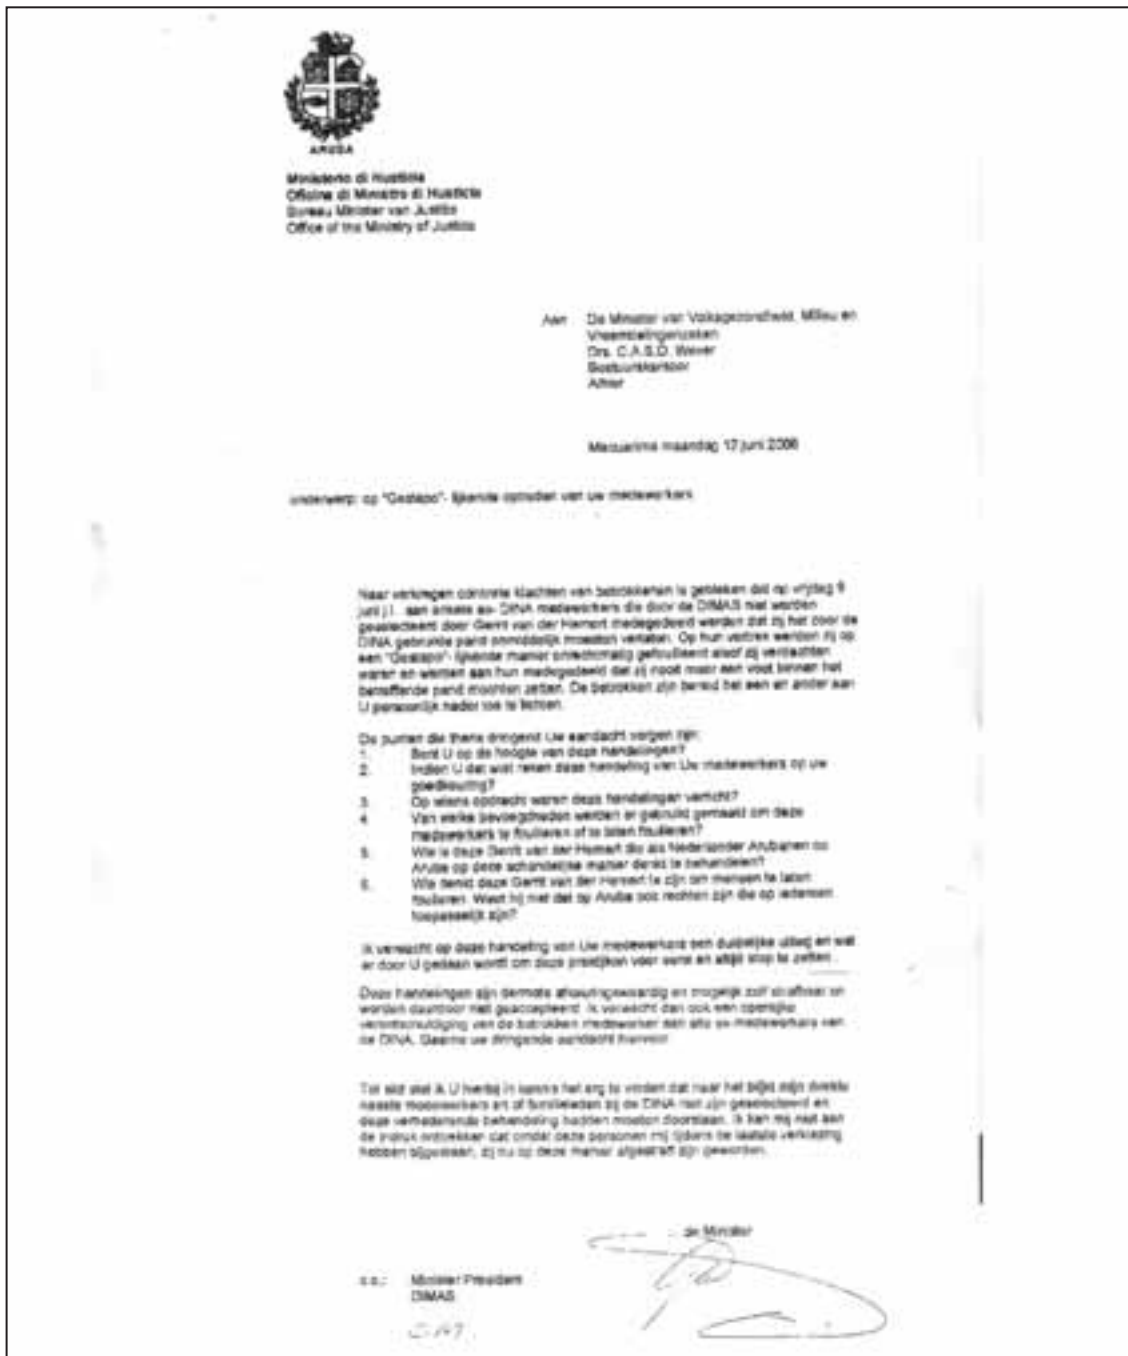 ARUBA
Ministerio di Husticia
Oficina di Ministro di Husticia
Bureau Minister van Justitie
Office of the Ministry of Justice
Aan De Minister van Volksgezondheid, Milieu en
Vreemdelingenzaken
Drs. C.A.S.D. Wever
Bestuurskantoor
Alhier
Macuarima maandag 12 juni 2006
onderwerp: op "Gestapo"- lijkende optreden van uw medewerkers
Naar verkregen controle klachten van betrokkenen is gebleken dat op vrijdag 9
juni j.l. aan enkele ex- DINA medewerkers die door de DIMAS niet worden
geselecteerd door Gerrit van der Hemert medegedeeld werden dat zij het door de
DINA gebruikte pand onmiddelijk moesten verlaten. Op hun vertrek werden zij op
een "Gestapo"- lijkende manier onrechtmatig gefouilleerd alsof zij verdachten
waren en werden aan hun medegedeeld dat zij nooit meer een voet binnen het
betreffende pand mochten zetten. De betrokken zijn bereid het een en ander aan
U persoonlijk nader toe te lichten.
De punten die thans dringend Uw aandacht vergen zijn:
1. Bent U op de hoogte van deze handelingen?
2. Indien U dat wist reken deze handeling van Uw medewerkers op uw
goedkeuring?
3. Op wiens opdracht waren deze handelingen verricht?
4. Van welke bevoegdheden werden er gebruikt gemaakt om deze
medewerkers te fouilleren of te laten fouilleren?
5. Wie is deze Gerrit van der Hemert die als Nederlander Arubanen op
Aruba op deze schandelijke manier denkt te behandelen?
6. Wie denkt deze Gerrit van der Hemert te zijn om mensen te laten
fouilleren. Weet hij niet dat op Aruba ook rechten zijn die op iedereen
toepasselijk zijn?
Ik verwacht op deze handeling van Uw medewerkers een duidelijke uitleg en wat
er door U gedaan wordt om deze praktijken voor eens en altijd stop te zetten.
Deze handelingen zijn dermate afkeuringswaardig en mogelijk zelf strafbaar en
worden daardoor niet geaccepteerd. Ik verwacht dan ook een openlijke
verontschuldiging van de betrokken medewerker aan alle ex-medewerkers van
de DINA. Gaarne uw dringende aandacht hiervoor.
Tot slot stel ik U hierbij in kennis het erg te vinden dat naar het blijkt mijn directe
naaste medewerkers en of familieleden bij de DINA niet zijn geselecteerd en
deze vernederende behandeling hadden moeten doorstaan. Ik kan mij niet aan
de indruk onttrekken dat omdat deze personen mij tijdens de laatste verkiezing
hebben bijgestaan, zij nu op deze manier afgestraft zijn geworden.
de Minister
c.c.: Minister President
DIMAS